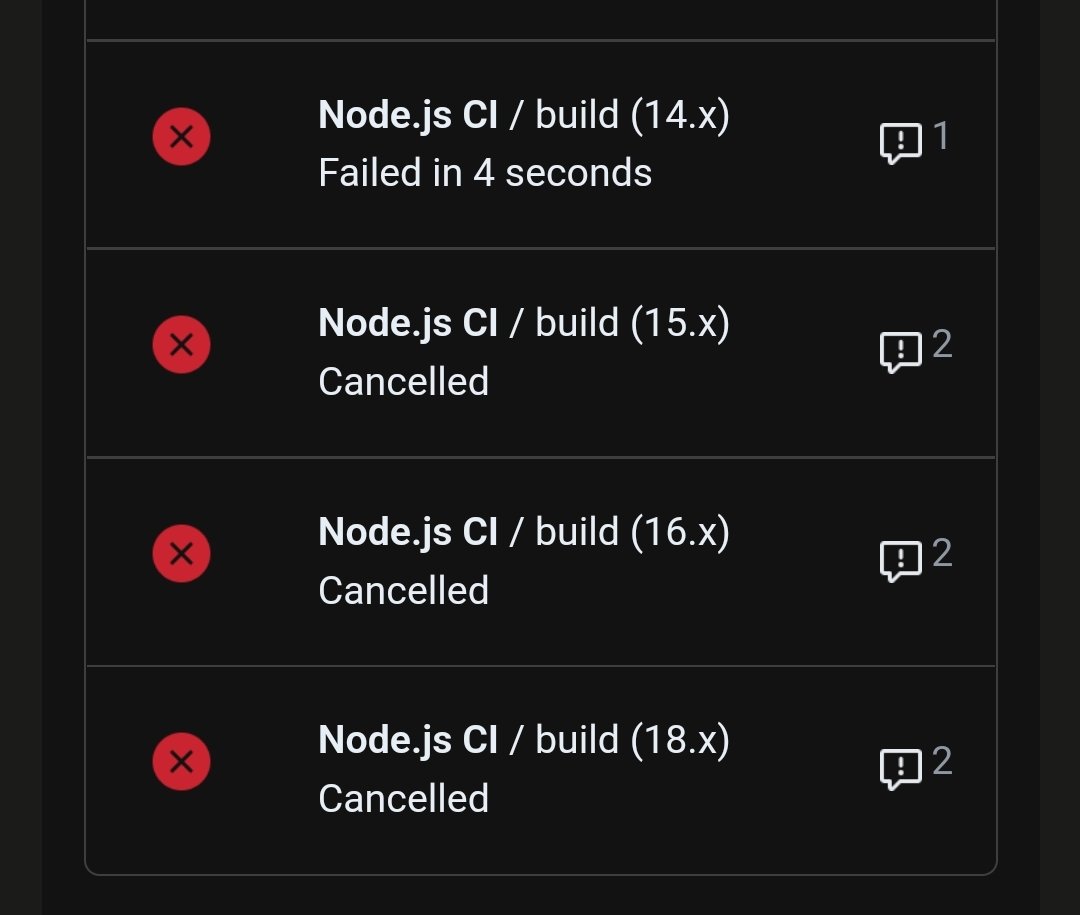 Node.js CI / build (14.x)
1
Failed in 4 seconds
Node.js CI / build (15.x)
2
Cancelled
Node.js CI / build (16.x)
2
Cancelled
Node.js CI / build (18.x)
2
Cancelled